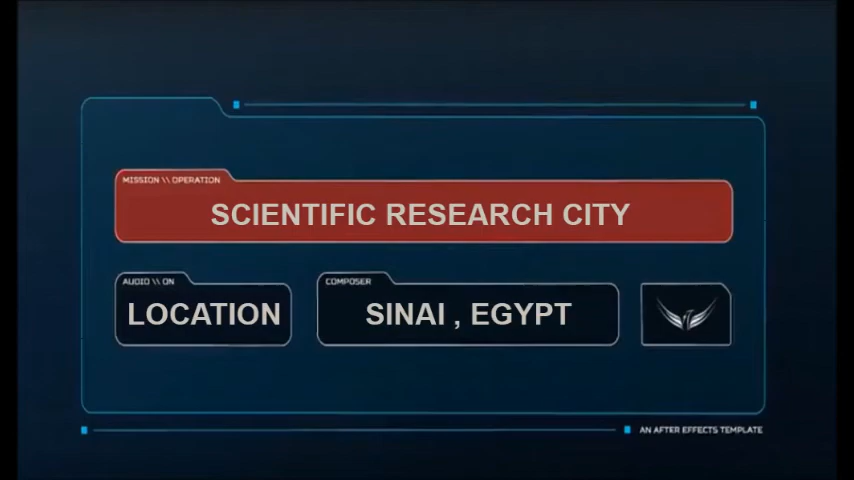 MISSION \\ OPERATION
SCIENTIFIC RESEARCH CITY
AUDIO \\ ON
LOCATION
COMPOSER
SINAI , EGYPT
AN AFTER EFFECTS TEMPLATE